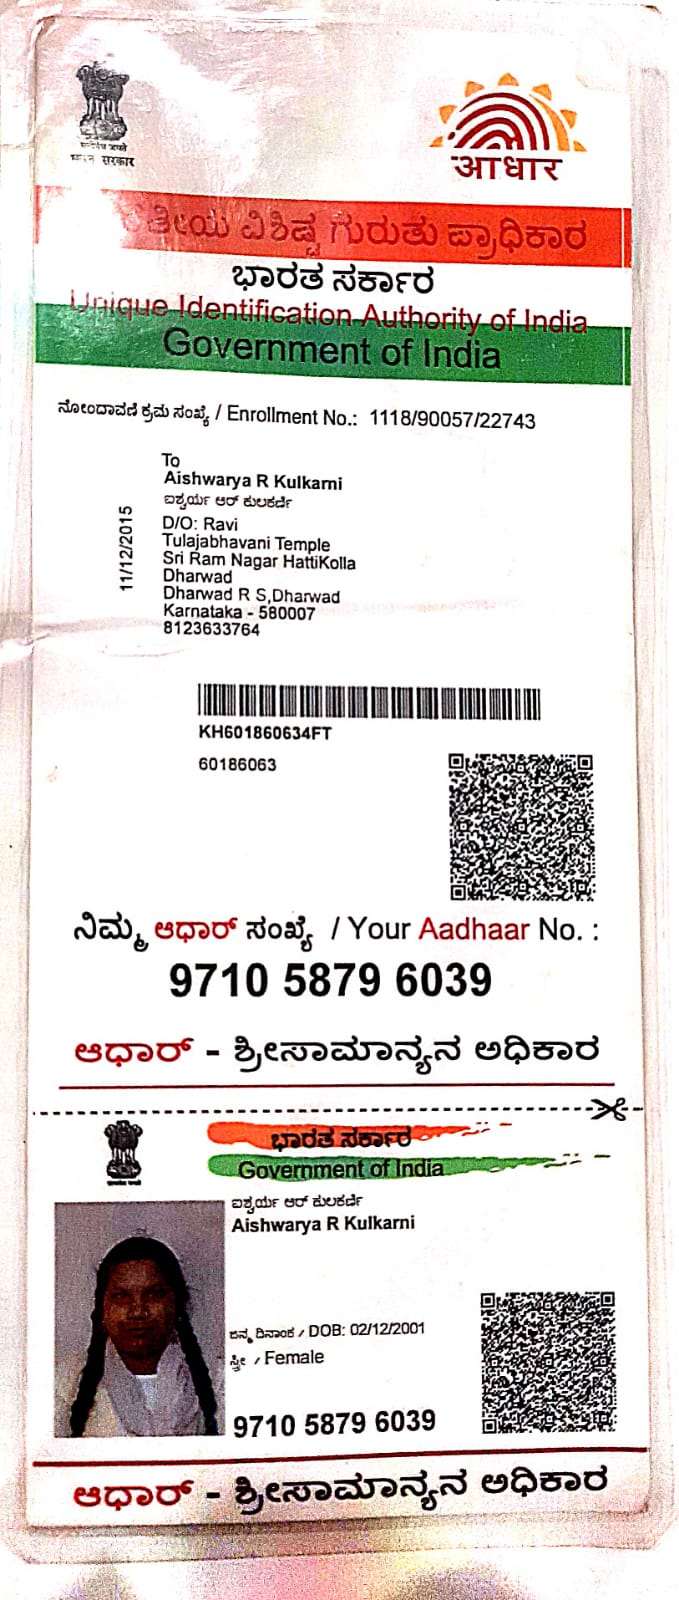 भारत सरकार
आधार
ವಿಶಿಷ್ಟ ಗುರುತು ಪ್ರಾಧಿಕಾರ
ಭಾರತ ಸರ್ಕಾರ
Unique Identification Authority of India
Government of India
ನೋಂದಾವಣೆ ಕ್ರಮ ಸಂಖ್ಯೆ / Enrollment No.: 1118/90057/22743
To
Aishwarya R Kulkarni
ಐಶ್ವರ್ಯ ಆರ್ ಕುಲಕರ್ಣಿ
D/O: Ravi
Tulajabhavani Temple
Sri Ram Nagar HattiKolla
Dharwad
Dharwad R S,Dharwad
Karnataka - 580007
8123633764
11/12/2015
KH601860634FT
60186063
ನಿಮ್ಮ ಆಧಾರ್ ಸಂಖ್ಯೆ / Your Aadhaar No. :
9710 5879 6039
ಆಧಾರ್ - ಶ್ರೀಸಾಮಾನ್ಯನ ಅಧಿಕಾರ
ಭಾರತ ಸರ್ಕಾರ
Government of India
ಐಶ್ವರ್ಯ ಆರ್ ಕುಲಕರ್ಣಿ
Aishwarya R Kulkarni
ಜನ್ಮ ದಿನಾಂಕ / DOB: 02/12/2001
ಸ್ತ್ರೀ / Female
9710 5879 6039
ಆಧಾರ್ - ಶ್ರೀಸಾಮಾನ್ಯನ ಅಧಿಕಾರ